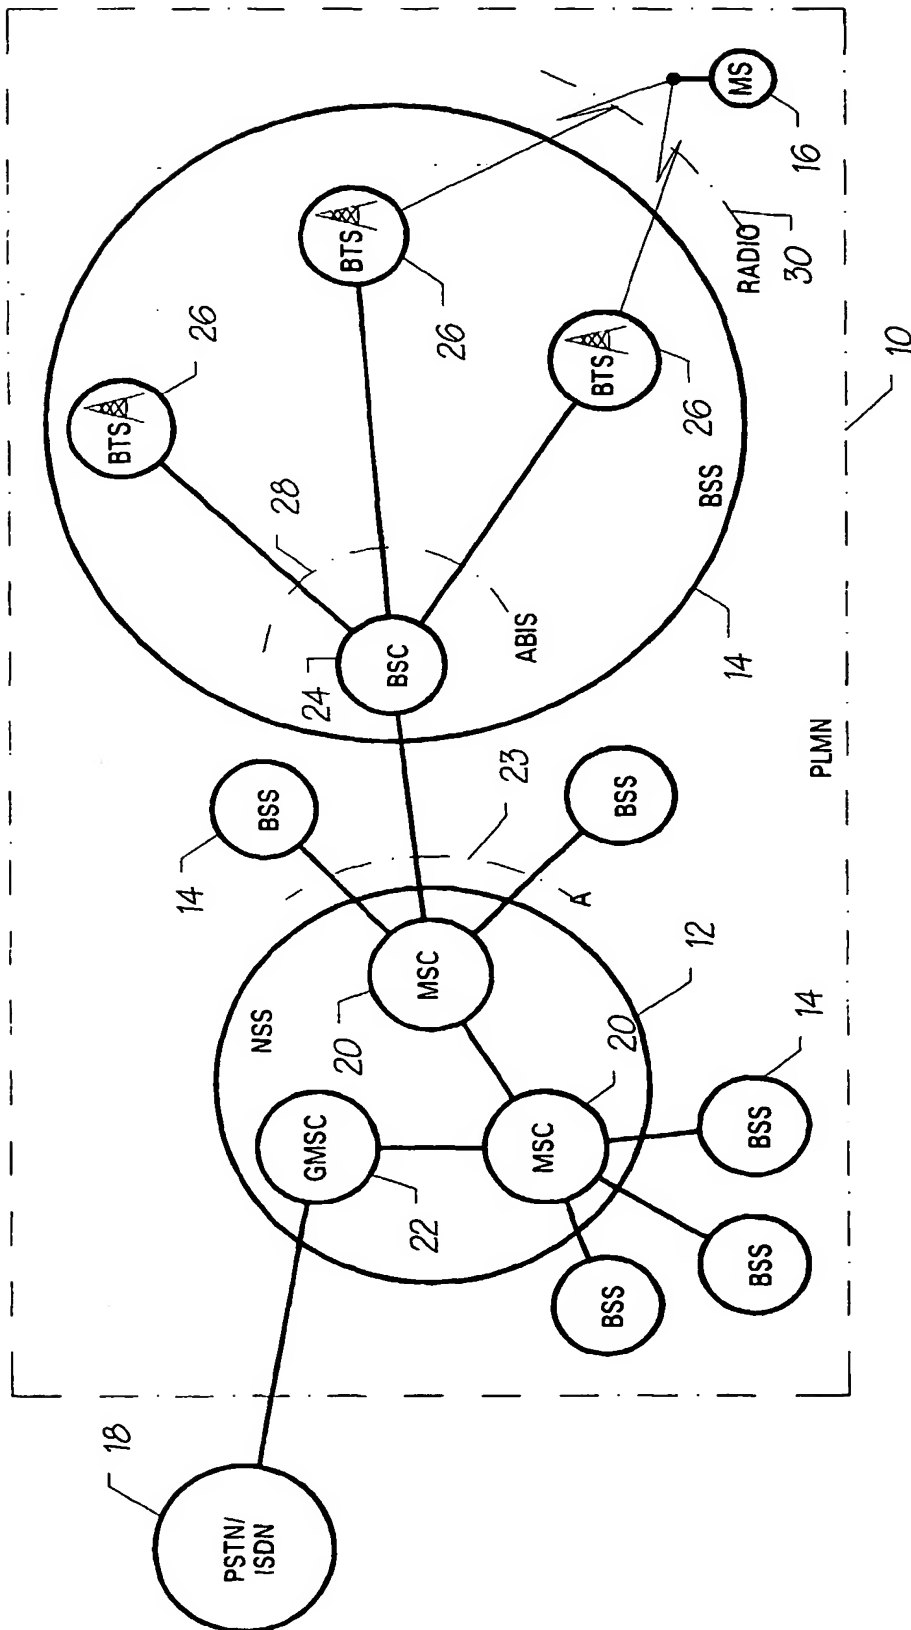 BTS
18
14
26
PSTN/
ISDN
NSS
BSS
28
GMSC
24
BTS
20
BSC
MSC
22
26
23
ABIS
MSC
A
BTS
BSS
BSS
20
26
12
BSS
14
MS
RADIO
BSS
BSS
30
16
14
PLMN
10